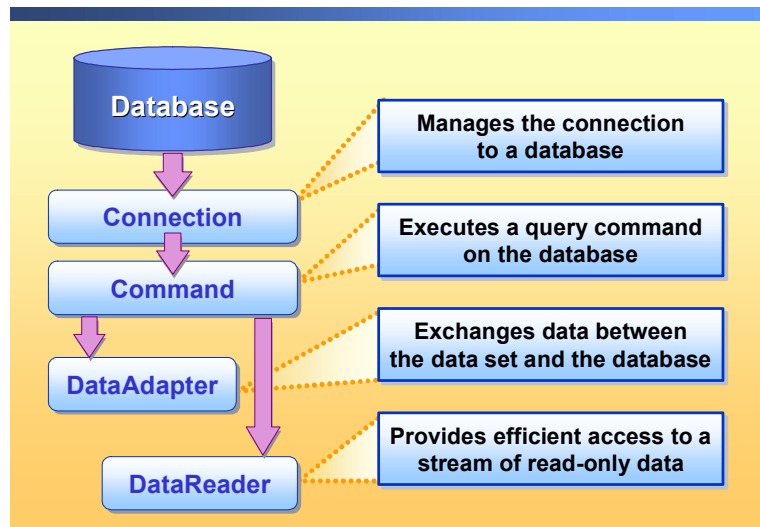 Database
Manages the connection
to a database
Connection
Executes a query command
on the database
Command
Exchanges data between
the data set and the database
DataAdapter
Provides efficient access to a
stream of read-only data
DataReader